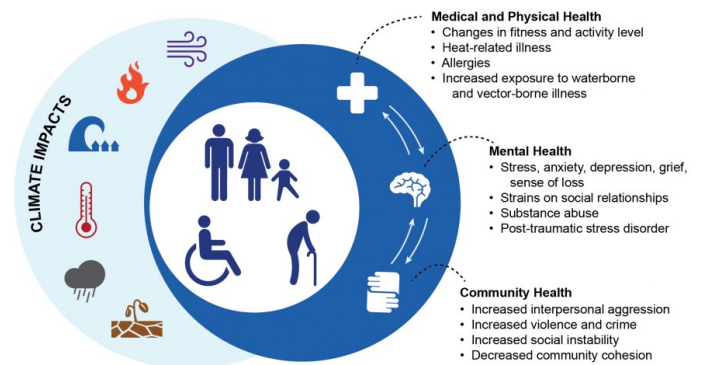 CLIMATE IMPACTS
Medical and Physical Health
• Changes in fitness and activity level
• Heat-related illness
• Allergies
• Increased exposure to waterborne
and vector-borne illness
Mental Health
• Stress, anxiety, depression, grief,
sense of loss
• Strains on social relationships
• Substance abuse
• Post-traumatic stress disorder
Community Health
• Increased interpersonal aggression
• Increased violence and crime
• Increased social instability
• Decreased community cohesion